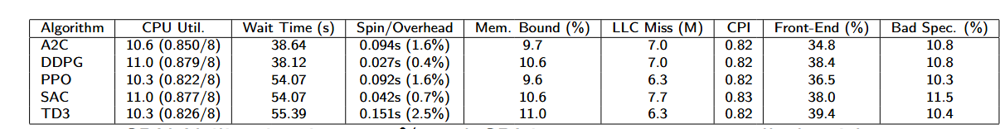 Algorithm CPU Util. Wait Time (s) Spin/Overhead Mem. Bound (%) LLC Miss (M) CPI Front-End (%) Bad Spec. (%)
A2C 10.6 (0.850/8) 38.64 0.094s (1.6%) 9.7 7.0 0.82 34.8 10.8
DDPG 11.0 (0.879/8) 38.12 0.027s (0.4%) 10.6 7.0 0.82 38.4 10.8
PPO 10.3 (0.822/8) 54.07 0.092s (1.6%) 9.6 6.3 0.82 36.5 10.3
SAC 11.0 (0.877/8) 54.07 0.042s (0.7%) 10.6 7.7 0.83 38.0 11.5
TD3 10.3 (0.826/8) 55.39 0.151s (2.5%) 11.0 6.3 0.82 39.4 10.4